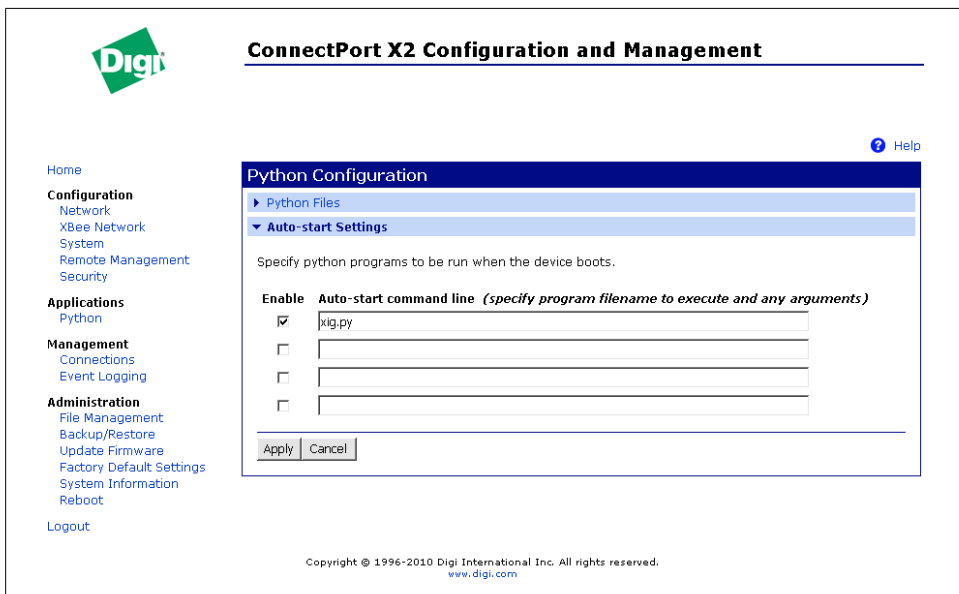 Digi
ConnectPort X2 Configuration and Management
? Help
Home
Configuration
Network
XBee Network
System
Remote Management
Security
Applications
Python
Management
Connections
Event Logging
Administration
File Management
Backup/Restore
Update Firmware
Factory Default Settings
System Information
Reboot
Logout
Python Configuration
Python Files
Auto-start Settings
Specify python programs to be run when the device boots.
Enable Auto-start command line (specify program filename to execute and any arguments)
xig.py
Apply Cancel
Copyright © 1996-2010 Digi International Inc. All rights reserved.
www.digi.com